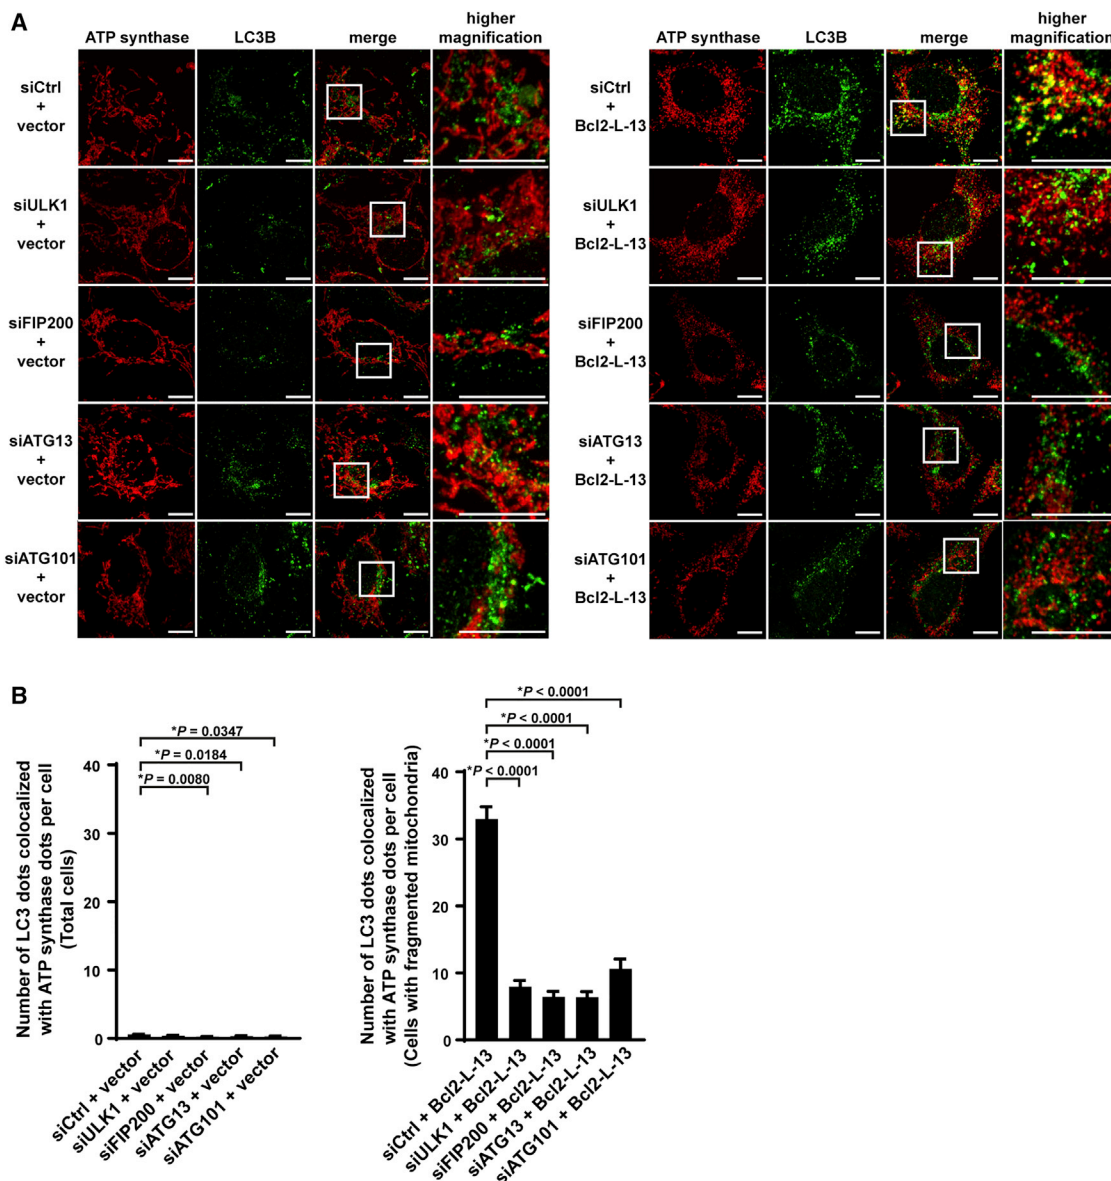 A
ATP synthase LC3B merge higher magnification
siCtrl + vector
siULK1 + vector
siFIP200 + vector
siATG13 + vector
siATG101 + vector
ATP synthase LC3B merge higher magnification
siCtrl + Bcl2-L-13
siULK1 + Bcl2-L-13
siFIP200 + Bcl2-L-13
siATG13 + Bcl2-L-13
siATG101 + Bcl2-L-13
B
*P = 0.0347
*P = 0.0184
*P = 0.0080
Number of LC3 dots colocalized
with ATP synthase dots per cell
(Total cells)
40
30
20
10
0
siCtrl + vector
siULK1 + vector
siFIP200 + vector
siATG13 + vector
siATG101 + vector
*P < 0.0001
*P < 0.0001
*P < 0.0001
*P < 0.0001
Number of LC3 dots colocalized
with ATP synthase dots per cell
(Cells with fragmented mitochondria)
40
30
20
10
0
siCtrl + Bcl2-L-13
siULK1 + Bcl2-L-13
siFIP200 + Bcl2-L-13
siATG13 + Bcl2-L-13
siATG101 + Bcl2-L-13